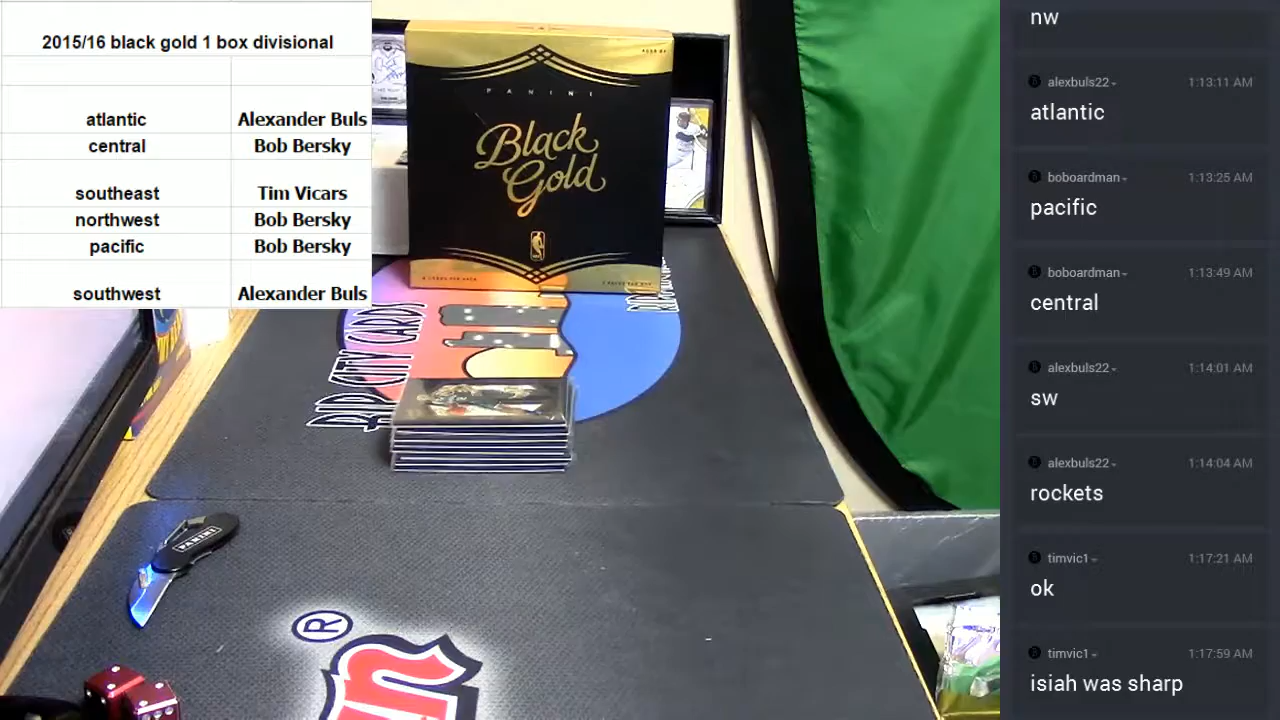 2015/16 black gold 1 box divisional
atlantic Alexander Buls
central Bob Bersky
southeast Tim Vicars
northwest Bob Bersky
pacific Bob Bersky
southwest Alexander Buls
PANINI
Black
Gold
RIP CITY CARDS
PANINI
®
nw
alexbuls22 1:13:11 AM
atlantic
boboardman 1:13:25 AM
pacific
boboardman 1:13:49 AM
central
alexbuls22 1:14:01 AM
sw
alexbuls22 1:14:04 AM
rockets
timvic1 1:17:21 AM
ok
timvic1 1:17:59 AM
isiah was sharp